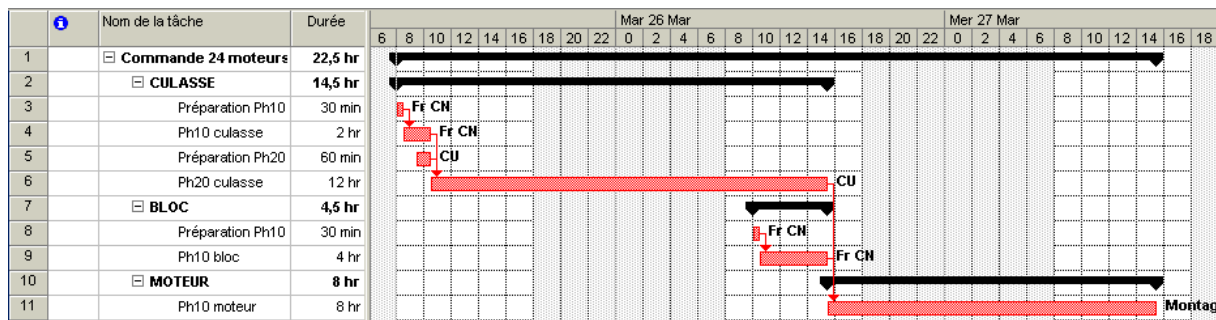 Nom de la tâche Durée Mar 26 Mar Mer 27 Mar
6 8 10 12 14 16 18 20 22 0 2 4 6 8 10 12 14 16 18 20 22 0 2 4 6 8 10 12 14 16 18
1 Commande 24 moteurs 22,5 hr
2 CULASSE 14,5 hr
3 Préparation Ph10 30 min Fr CN
4 Ph10 culasse 2 hr Fr CN
5 Préparation Ph20 60 min CU
6 Ph20 culasse 12 hr CU
7 BLOC 4,5 hr
8 Préparation Ph10 30 min Fr CN
9 Ph10 bloc 4 hr Fr CN
10 MOTEUR 8 hr
11 Ph10 moteur 8 hr Montag